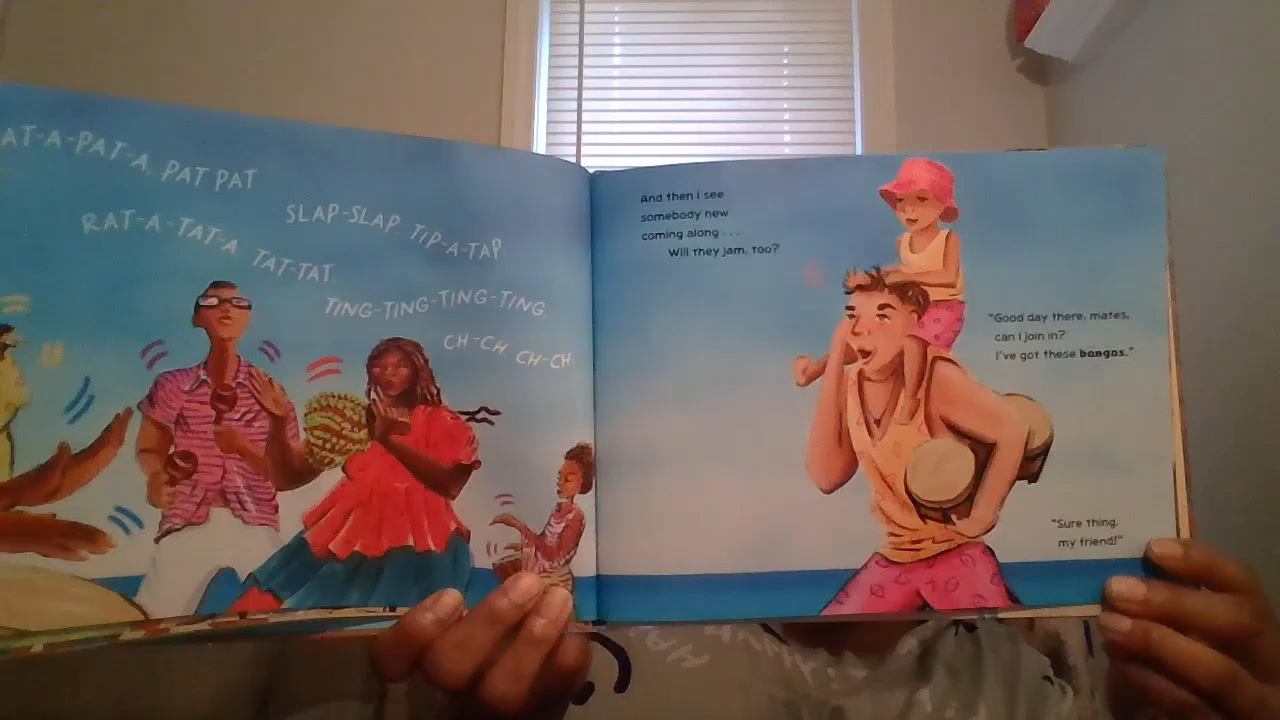 AT-A-PAT-A, PAT PAT
RAT-A-TAT-A, TAT-TAT.
SLAP-SLAP TIP-A-TAP
TING-TING-TING-TING
CH-CH, CH-CH.
And then I see
somebody new
coming along . . .
Will they jam, too?
"Good day there, mates,
can I join in?
I've got these bongos."
"Sure thing,
my friend!"